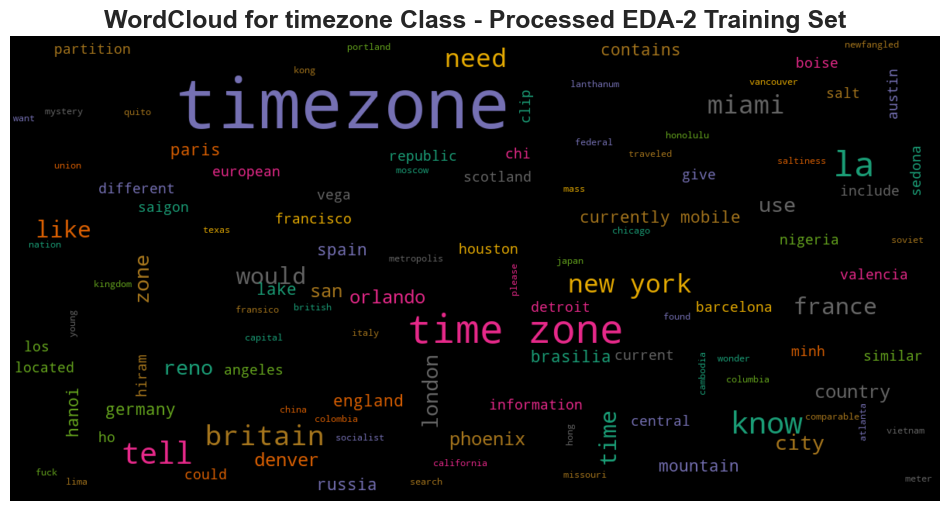 WordCloud for timezone Class - Processed EDA-2 Training Set
partition
portland
need
contains
newfangled
kong
timezone
lanthanum
vancouver
boise
salt
austin
want
mystery
quito
clip
miami
federal
honolulu
union
paris
european
republic
moscow
chi
scotland
traveled
saltiness
la
sedona
different
saigon
vega
mass
give
include
like
texas
francisco
currently mobile
use
nation
spain
houston
chicago
nigeria
soviet
kingdom
zone
would
lake
metropolis
please
japan
valencia
fransico
british
san
orlando
new york
barcelona
france
young
capital
italy
time zone
detroit
found
los
located
hiram
reno
angeles
brasilia
current
cambodia
wonder
minh
similar
hanoi
germany
china
england
london
information
columbia
country
ho
colombia
britain
socialist
phoenix
hong
time
central
know
comparable
atlanta
city
vietnam
fuck
lima
tell
could
denver
russia
california
search
missouri
mountain
meter